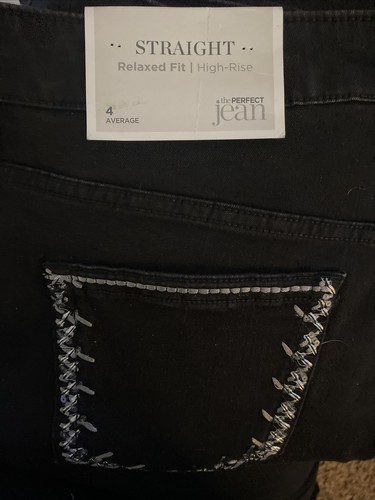 STRAIGHT
Relaxed Fit | High-Rise
4
AVERAGE
the PERFECT
jean